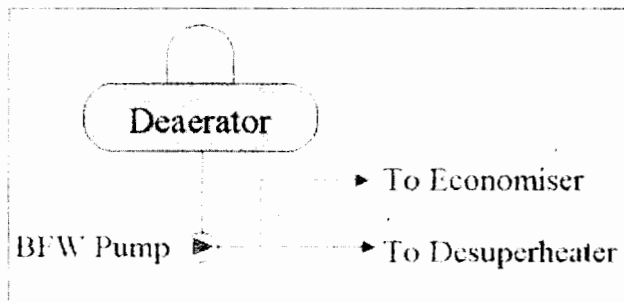 Deaerator
To Economiser
BFW Pump
To Desuperheater